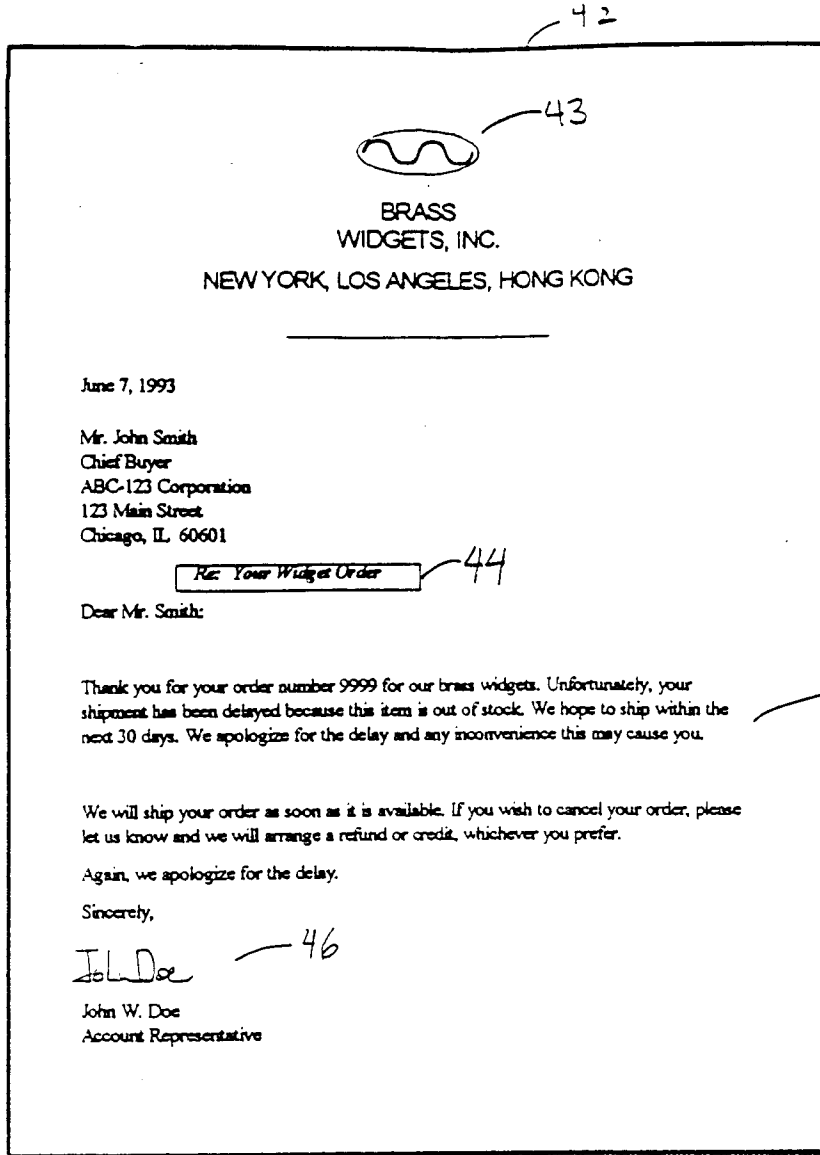 42
43
BRASS
WIDGETS, INC.
NEW YORK, LOS ANGELES, HONG KONG
June 7, 1993
Mr. John Smith
Chief Buyer
ABC-123 Corporation
123 Main Street
Chicago, IL 60601
Re: Your Widget Order
44
Dear Mr. Smith:
Thank you for your order number 9999 for our brass widgets. Unfortunately, your
shipment has been delayed because this item is out of stock. We hope to ship within the
next 30 days. We apologize for the delay and any inconvenience this may cause you.
We will ship your order as soon as it is available. If you wish to cancel your order, please
let us know and we will arrange a refund or credit, whichever you prefer.
Again, we apologize for the delay.
Sincerely,
46
John Doe
John W. Doe
Account Representative